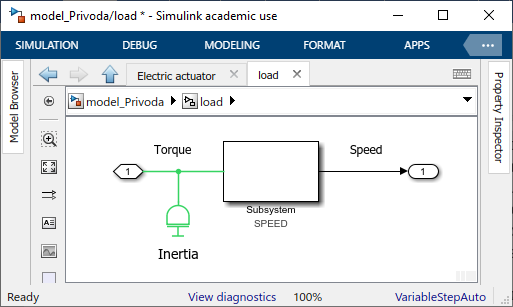 model_Privoda/load * - Simulink academic use
SIMULATION DEBUG MODELING FORMAT APPS
Model Browser
Electric actuator load
Property Inspector
model_Privoda load
Torque Speed
1 1
Subsystem
SPEED
Inertia
Ready View diagnostics 100% VariableStepAuto